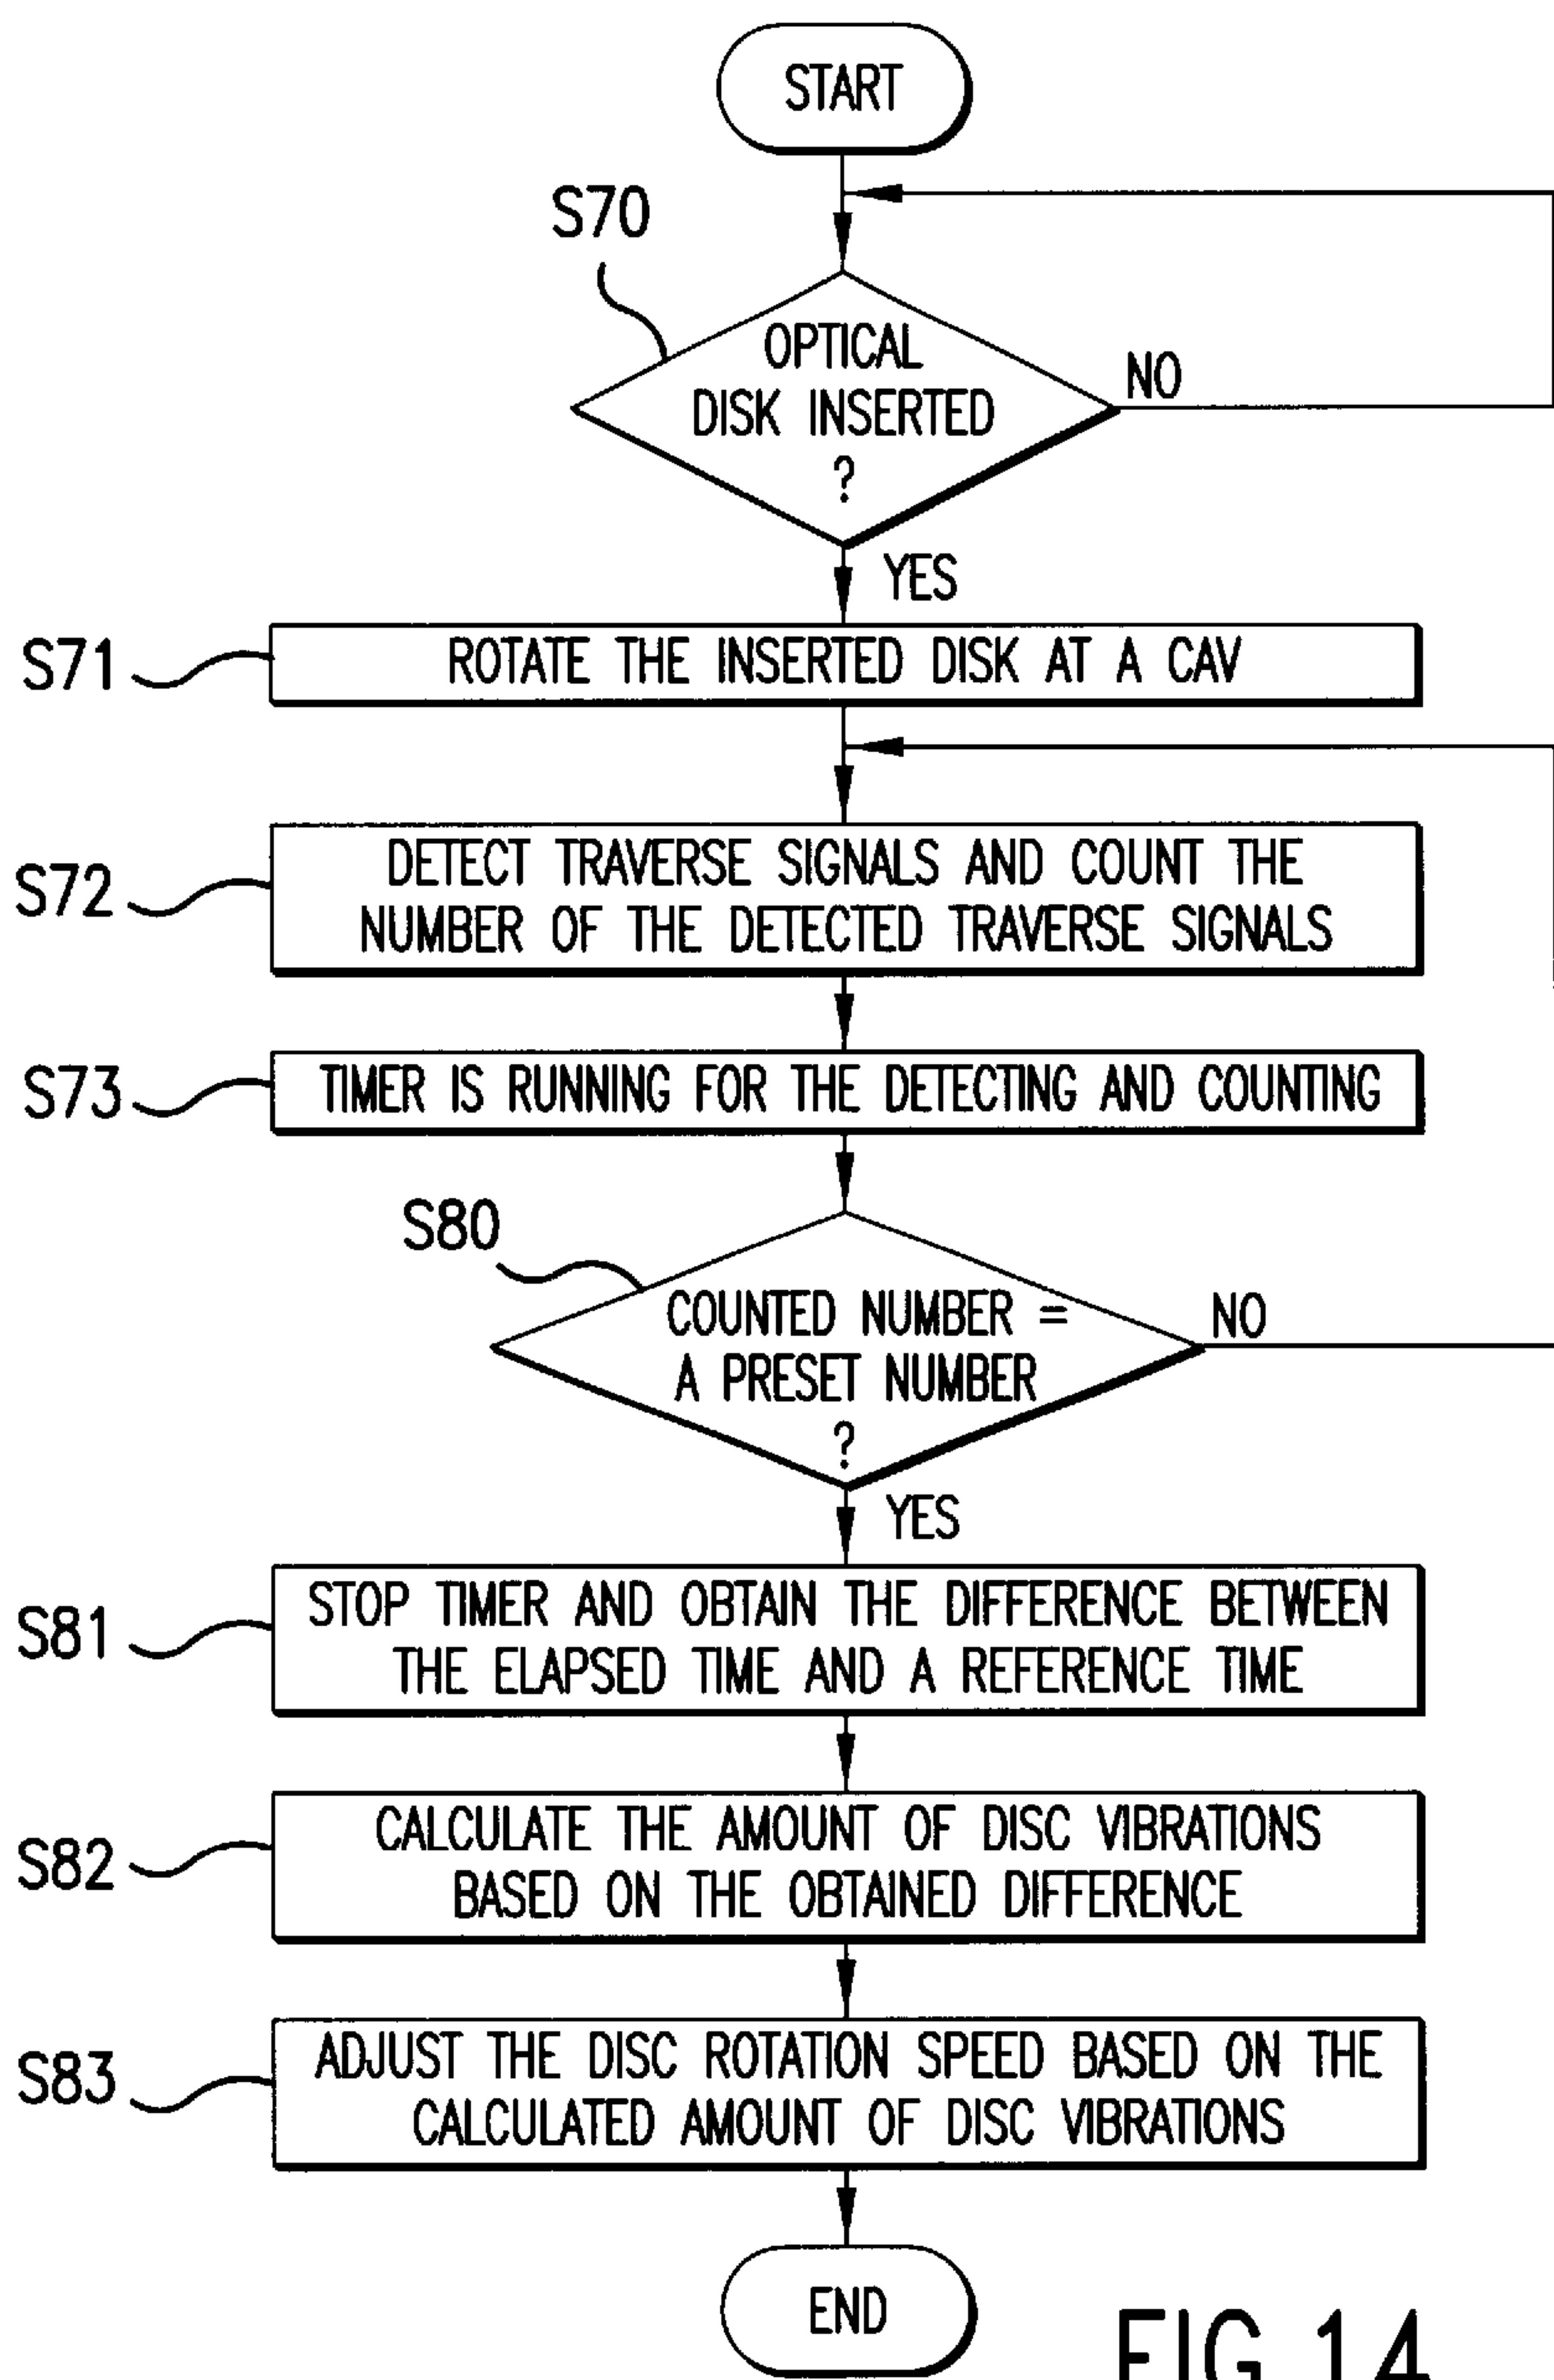 START
S70
OPTICAL
DISK INSERTED
?
NO
YES
S71
ROTATE THE INSERTED DISK AT A CAV
S72
DETECT TRAVERSE SIGNALS AND COUNT THE
NUMBER OF THE DETECTED TRAVERSE SIGNALS
S73
TIMER IS RUNNING FOR THE DETECTING AND COUNTING
S80
COUNTED NUMBER =
A PRESET NUMBER
?
NO
YES
S81
STOP TIMER AND OBTAIN THE DIFFERENCE BETWEEN
THE ELAPSED TIME AND A REFERENCE TIME
S82
CALCULATE THE AMOUNT OF DISC VIBRATIONS
BASED ON THE OBTAINED DIFFERENCE
S83
ADJUST THE DISC ROTATION SPEED BASED ON THE
CALCULATED AMOUNT OF DISC VIBRATIONS
END
FIG 14